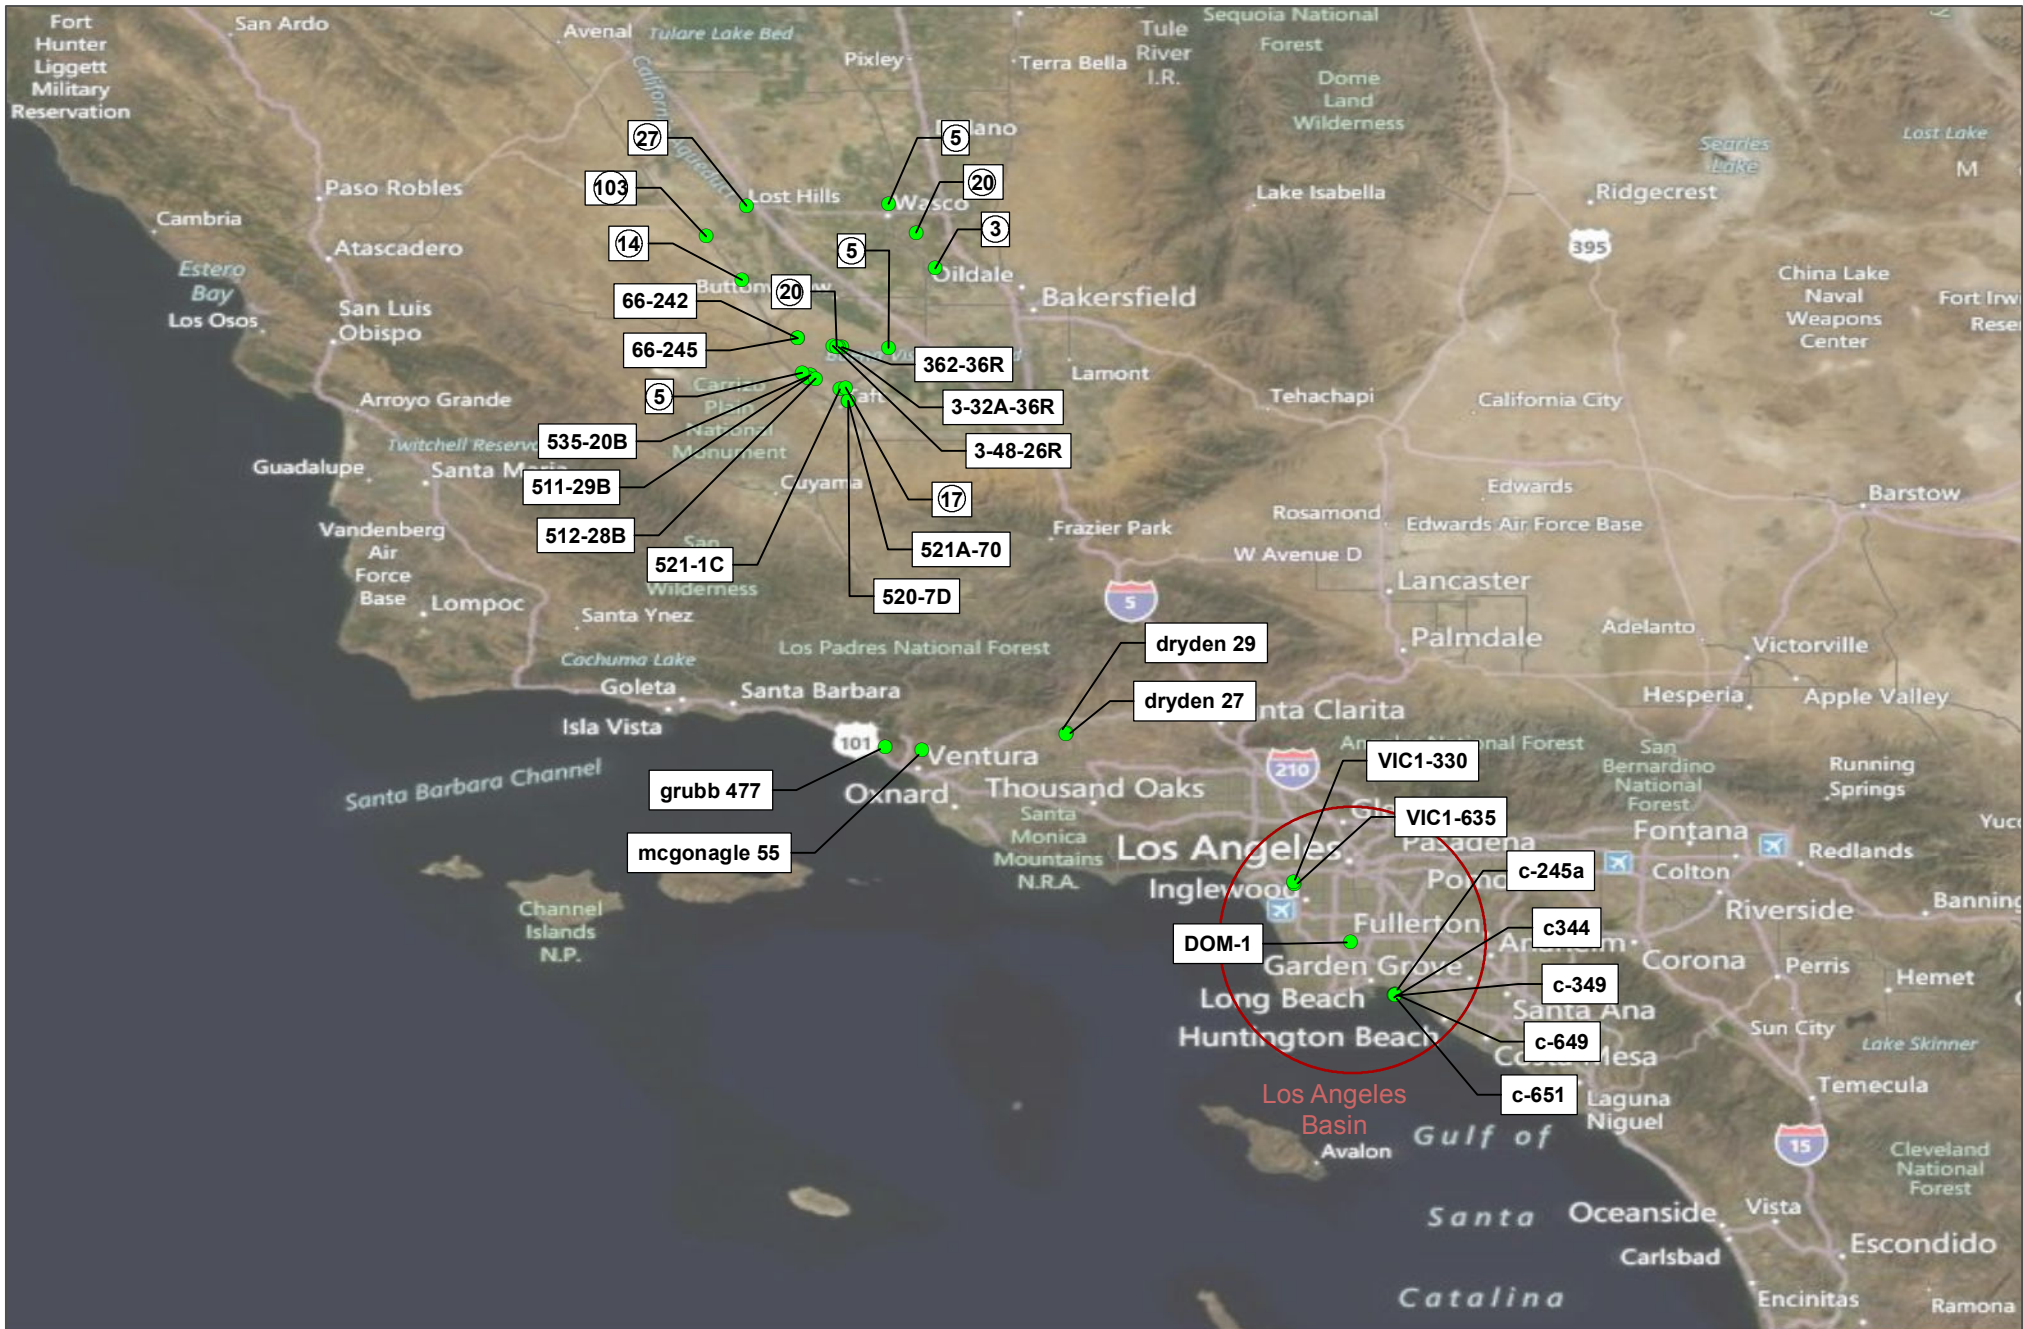 Fort
Hunter
Liggett
Military
Reservation
San Ardo
Avenal
Tulare Lake Bed
Pixley
Terra Bella
Tule
River
I.R.
Sequoia National
Forest
Dome
Land
Wilderness
Searles
Lake
Lost Lake
M
California Aqueduct
27
5
103
20
14
3
5
20
Lost Hills
Wasco
Lake Isabella
Ridgecrest
395
Paso Robles
Cambria
Atascadero
Estero
Bay
Los Osos
San Luis
Obispo
Oildale
Bakersfield
China Lake
Naval
Weapons
Center
66-242
66-245
362-36R
3-32A-36R
3-48-26R
5
535-20B
511-29B
512-28B
521-1C
17
521A-70
520-7D
Carrizo
Plain
National
Monument
Lamont
Tehachapi
California City
Arroyo Grande
Guadalupe
Cuyama
Edwards
Barstow
Rosamond
Edwards Air Force Base
Frazier Park
W Avenue D
Vandenberg
Air
Force
Base
San
Wilderness
Lompoc
Santa Ynez
5
Lancaster
Los Padres National Forest
Palmdale
Adelanto
Victorville
Cachuma Lake
Goleta
Santa Barbara
Isla Vista
dryden 29
dryden 27
Hesperia
Apple Valley
101
Ventura
Santa Barbara Channel
grubb 477
Oxnard
Thousand Oaks
mcgonagle 55
Santa
Monica
Mountains
N.R.A.
210
VIC1-330
VIC1-635
San
Bernardino
National
Forest
Running
Springs
Los Angeles
Pasadena
Fontana
Redlands
Colton
Inglewood
c-245a
Channel
Islands
N.P.
Fullerton
c344
Riverside
Banning
DOM-1
Anaheim
Garden Grove
Corona
Perris
Hemet
Long Beach
c-349
Santa Ana
Huntington Beach
c-649
Costa Mesa
Sun City
Lake Skinner
c-651
Laguna
Niguel
Temecula
Los Angeles
Basin
Avalon
Gulf of
Santa
Catalina
15
Cleveland
National
Forest
Oceanside
Vista
Carlsbad
Escondido
Encinitas
Ramona